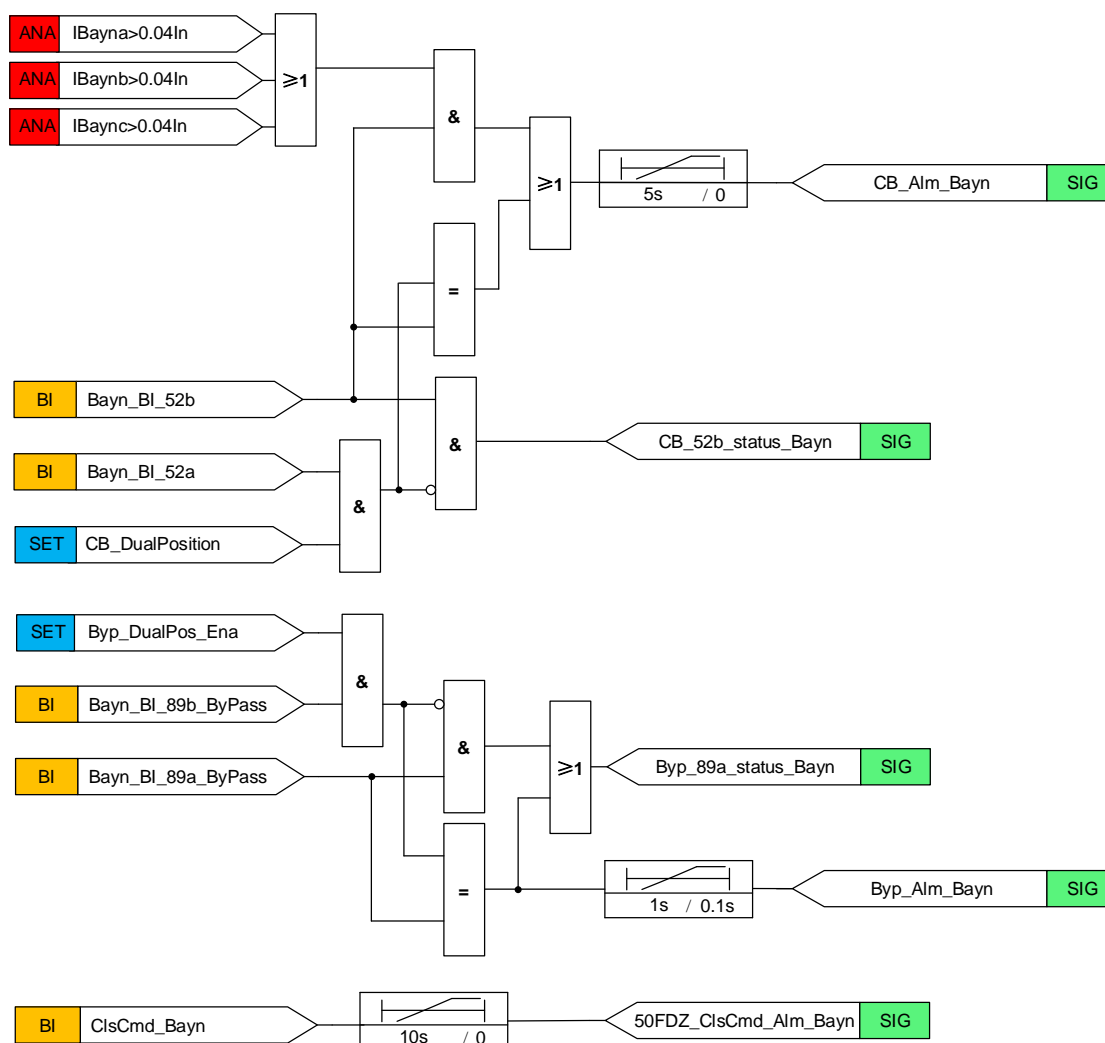 ANA IBayna>0.04In
ANA IBaynb>0.04In
ANA IBaync>0.04In
≥1
&
≥1
5s / 0
CB_Alm_Bayn SIG
=
BI Bayn_BI_52b
&
CB_52b_status_Bayn SIG
BI Bayn_BI_52a
&
SET CB_DualPosition
SET Byp_DualPos_Ena
&
BI Bayn_BI_89b_ByPass
&
BI Bayn_BI_89a_ByPass
≥1
Byp_89a_status_Bayn SIG
=
1s / 0.1s
Byp_Alm_Bayn SIG
BI ClsCmd_Bayn
10s / 0
50FDZ_ClsCmd_Alm_Bayn SIG